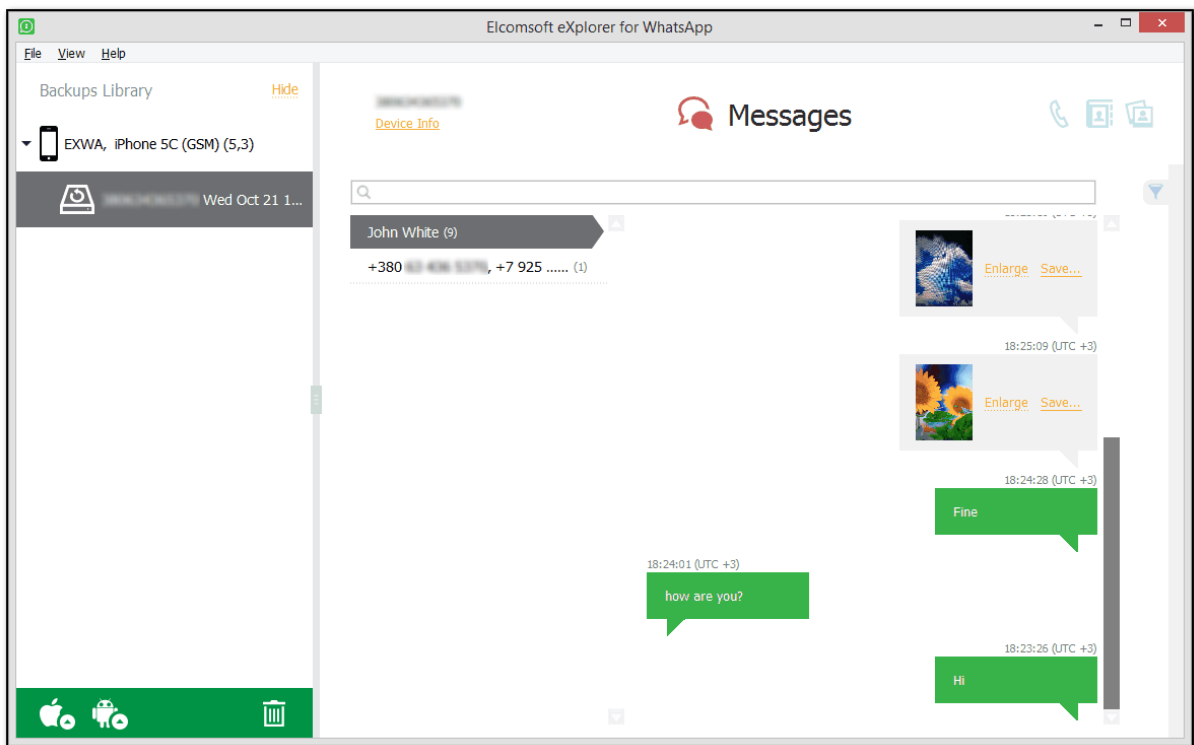 Elcomsoft eXplorer for WhatsApp
File View Help
Backups Library Hide
EXWA, iPhone 5C (GSM) (5,3)
Wed Oct 21 1...
Device Info
Messages
John White (9)
+380 , +7 925 ...... (1)
Enlarge Save...
18:25:09 (UTC +3)
Enlarge Save...
18:24:28 (UTC +3)
Fine
18:24:01 (UTC +3)
how are you?
18:23:26 (UTC +3)
Hi